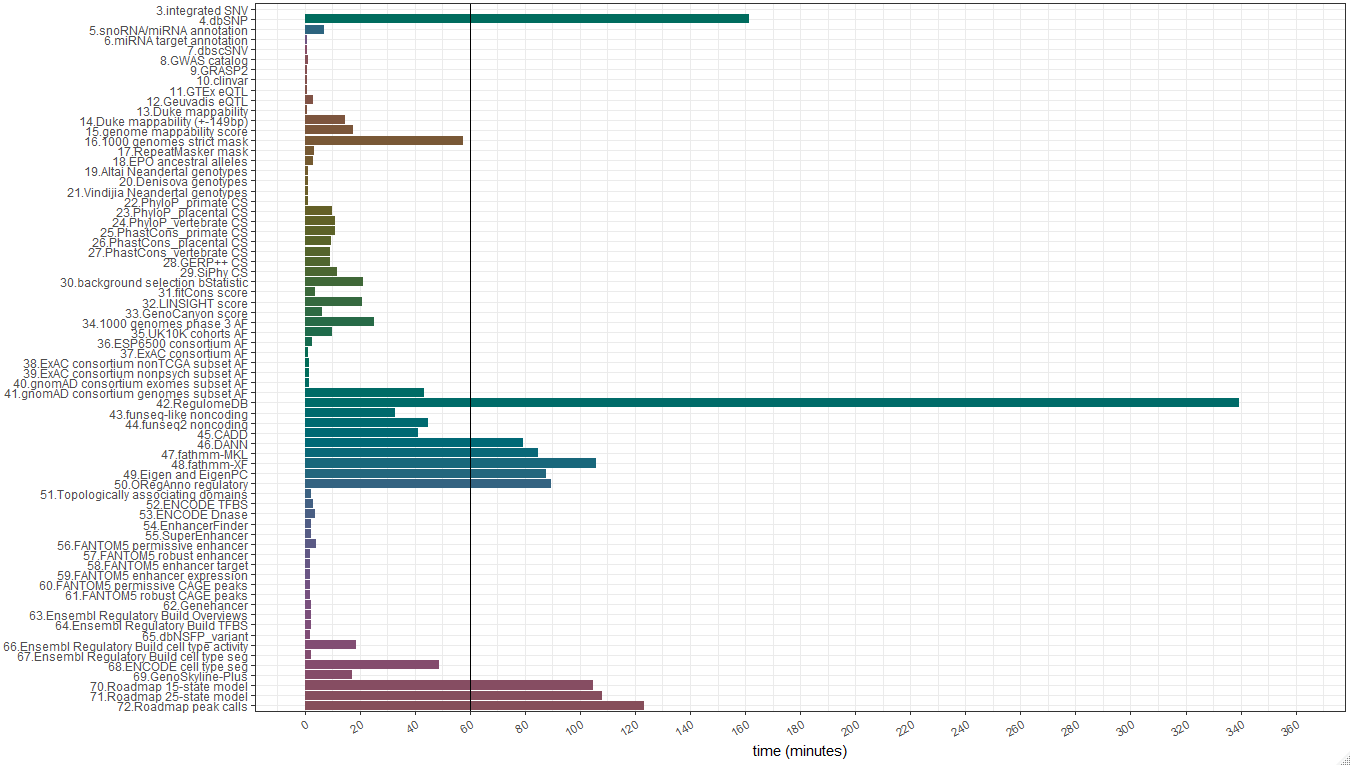 3.integrated SNV
4.dbSNP
5.snoRNA/miRNA annotation
6.miRNA target annotation
7.dbscSNV
8.GWAS catalog
9.GRASP2
10.clinvar
11.GTEx eQTL
12.Geuvadis eQTL
13.Duke mappability
14.Duke mappability (+-149bp)
15.genome mappability score
16.1000 genomes strict mask
17.RepeatMasker mask
18.EPO ancestral alleles
19.Altai Neandertal genotypes
20.Denisova genotypes
21.Vindijia Neandertal genotypes
22.PhyloP_primate CS
23.PhyloP_placental CS
24.PhyloP_vertebrate CS
25.PhastCons_primate CS
26.PhastCons_placental CS
27.PhastCons_vertebrate CS
28.GERP++ CS
29.SiPhy CS
30.background selection bStatistic
31.fitCons score
32.LINSIGHT score
33.GenoCanyon score
34.1000 genomes phase 3 AF
35.UK10K cohorts AF
36.ESP6500 consortium AF
37.ExAC consortium AF
38.ExAC consortium nonTCGA subset AF
39.ExAC consortium nonpsych subset AF
40.gnomAD consortium exomes subset AF
41.gnomAD consortium genomes subset AF
42.RegulomeDB
43.funseq-like noncoding
44.funseq2 noncoding
45.CADD
46.DANN
47.fathmm-MKL
48.fathmm-XF
49.Eigen and EigenPC
50.ORegAnno regulatory
51.Topologically associating domains
52.ENCODE TFBS
53.ENCODE Dnase
54.EnhancerFinder
55.SuperEnhancer
56.FANTOM5 permissive enhancer
57.FANTOM5 robust enhancer
58.FANTOM5 enhancer target
59.FANTOM5 enhancer expression
60.FANTOM5 permissive CAGE peaks
61.FANTOM5 robust CAGE peaks
62.Genehancer
63.Ensembl Regulatory Build Overviews
64.Ensembl Regulatory Build TFBS
65.dbNSFP_variant
66.Ensembl Regulatory Build cell type activity
67.Ensembl Regulatory Build cell type seg
68.ENCODE cell type seg
69.GenoSkyline-Plus
70.Roadmap 15-state model
71.Roadmap 25-state model
72.Roadmap peak calls
0 20 40 60 80 100 120 140 160 180 200 220 240 260 280 300 320 340 360
time (minutes)